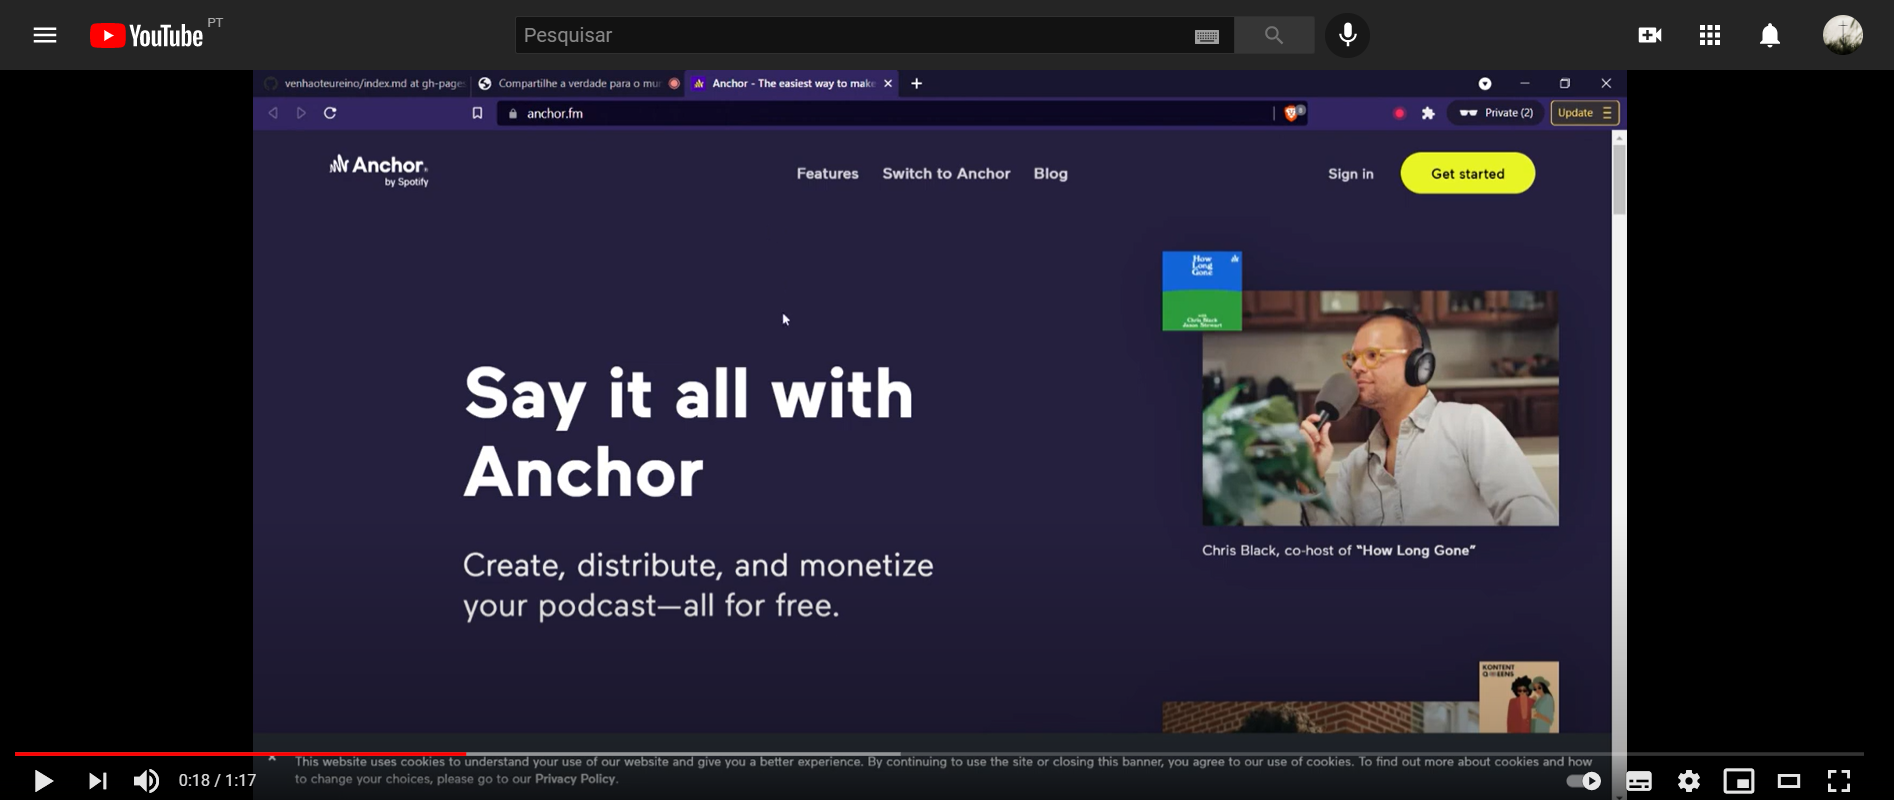 YouTube PT
Pesquisar
venhaoteureino/index.md at gh-pages
Compartilhe a verdade para o mun
Anchor - The easiest way to make
anchor.fm
Private (2)
Update
Anchor
by Spotify
Features
Switch to Anchor
Blog
Sign in
Get started
How
Long
Gone
with
Chris Black
Jason Stewart
Say it all with
Anchor
Create, distribute, and monetize
your podcast—all for free.
Chris Black, co-host of “How Long Gone”
KONTENT
QUEENS
This website uses cookies to understand your use of our website and give you a better experience. By continuing to use the site or closing this banner, you agree to our use of cookies. To find out more about cookies and how
to change your choices, please go to our Privacy Policy.
0:18 / 1:17